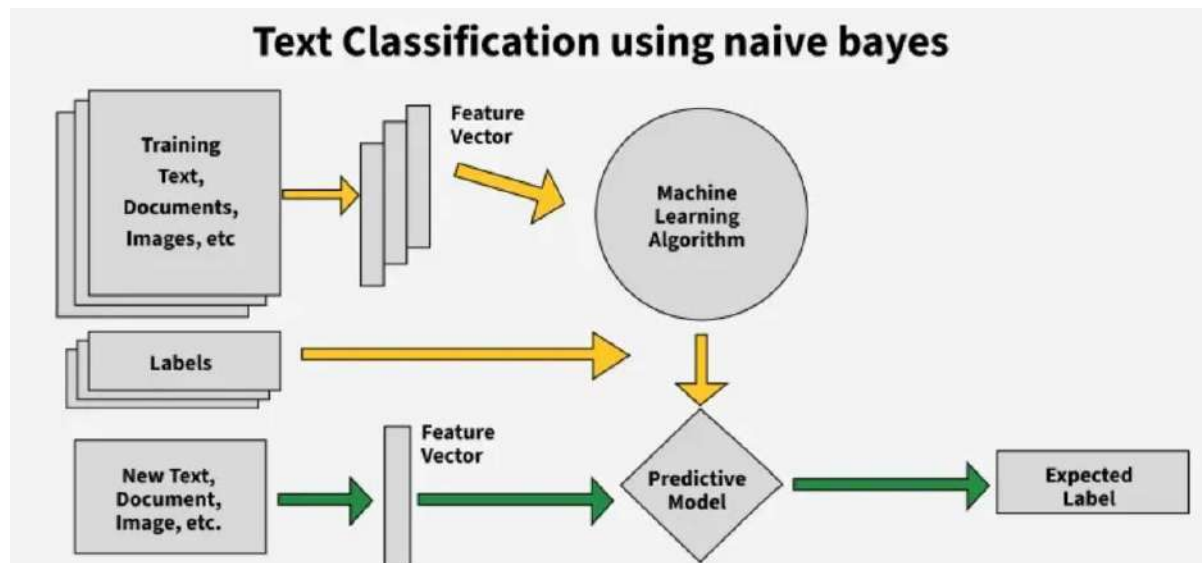 Text Classification using naive bayes
Training
Text,
Documents,
Images, etc
Feature
Vector
Machine
Learning
Algorithm
Labels
New Text,
Document,
Image, etc.
Feature
Vector
Predictive
Model
Expected
Label